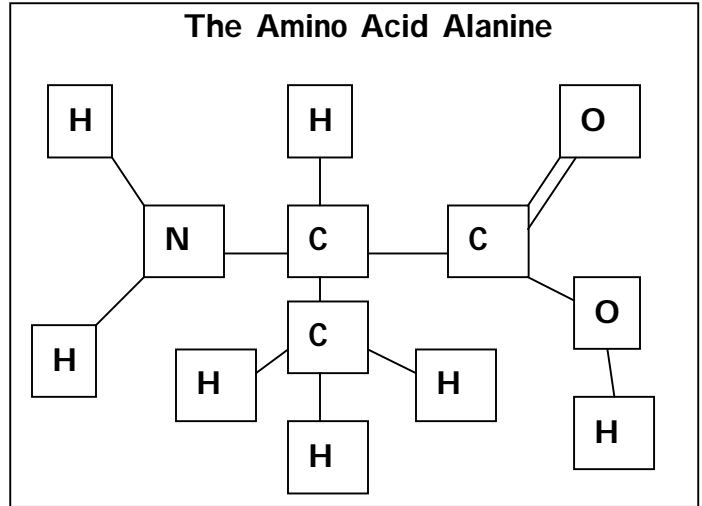 The Amino Acid Alanine
H H O
N C C
C O
H H H
H H